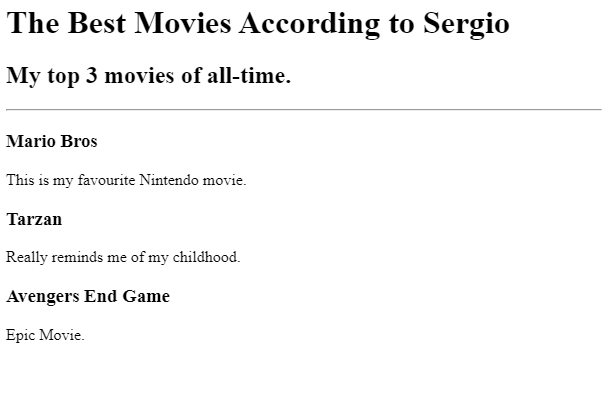 The Best Movies According to Sergio
My top 3 movies of all-time.
Mario Bros
This is my favourite Nintendo movie.
Tarzan
Really reminds me of my childhood.
Avengers End Game
Epic Movie.